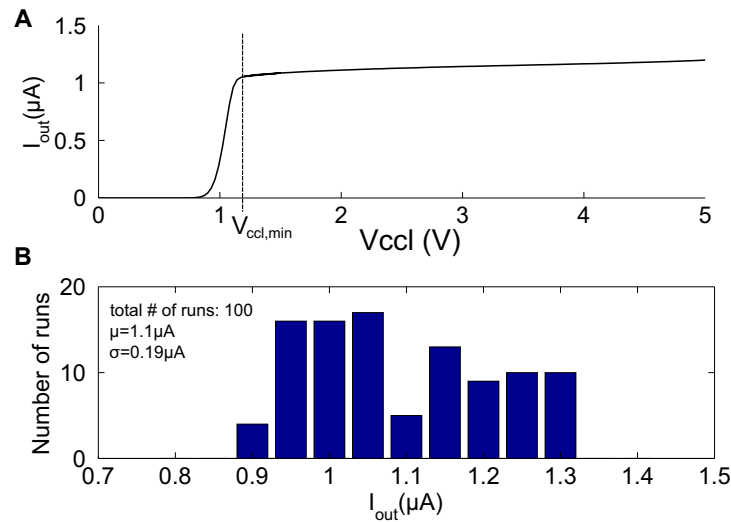 A
I_out(µA)
1.5
1
0.5
0
0 1 2 3 4 5
V_ccl,min
Vccl (V)
B
Number of runs
20
10
0
total # of runs: 100
µ=1.1µA
σ=0.19µA
0.7 0.8 0.9 1 1.1 1.2 1.3 1.4 1.5
I_out(µA)